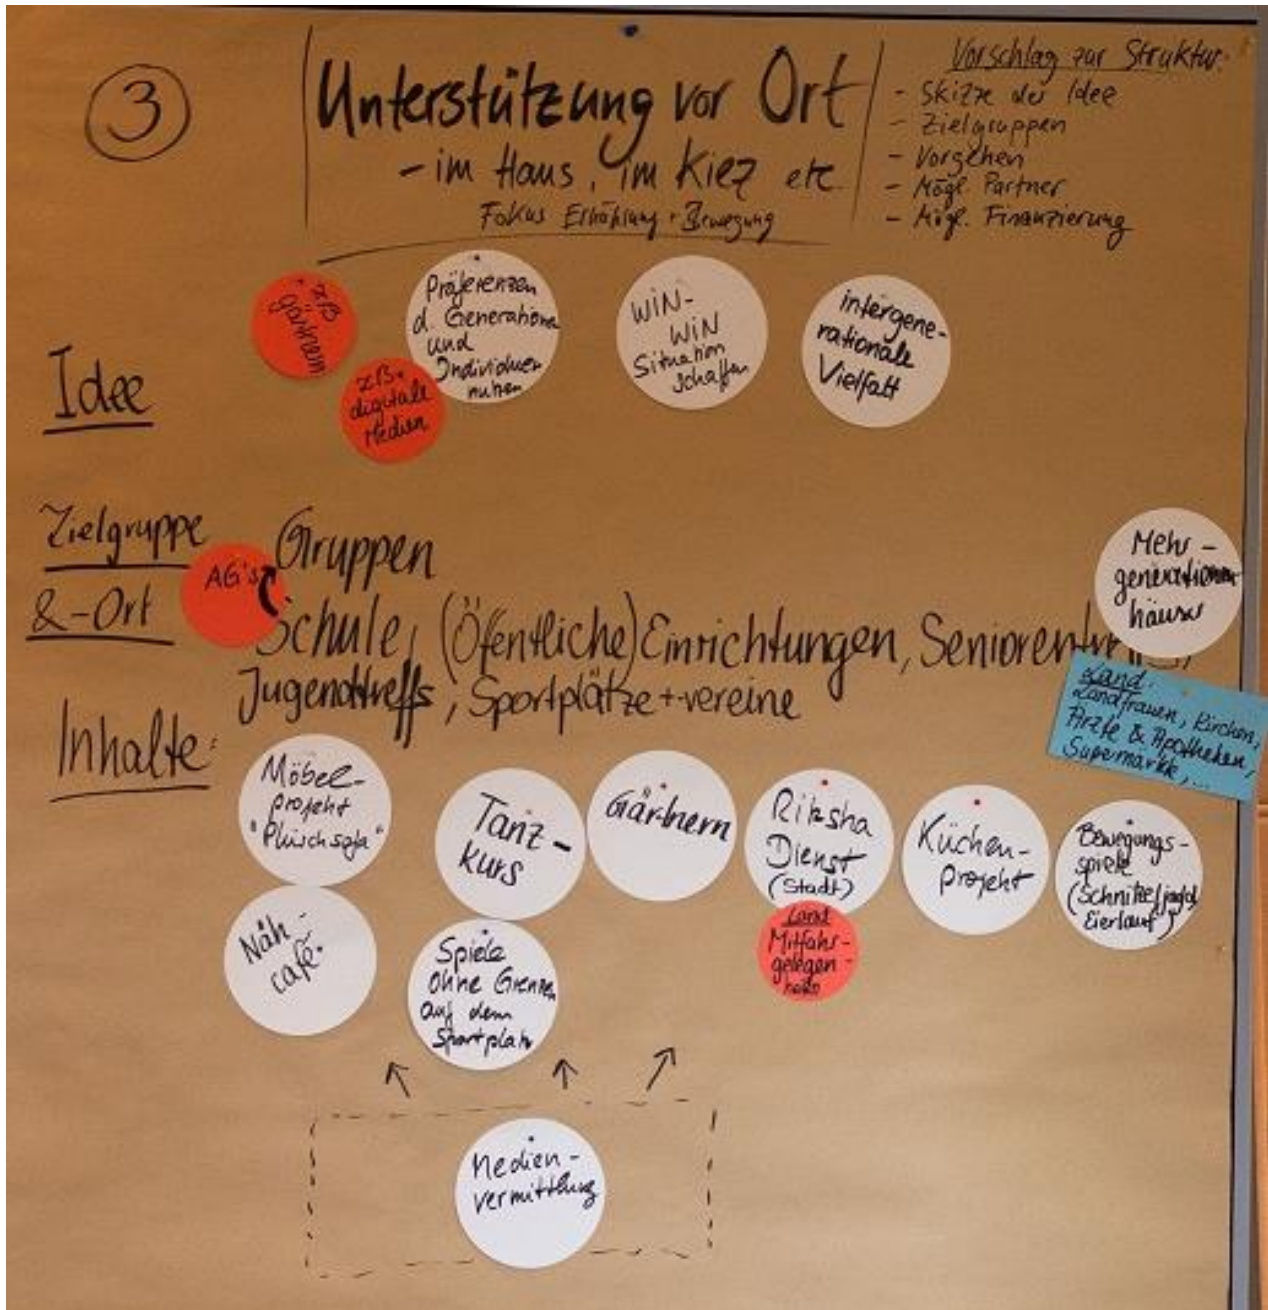 3
Unterstützung vor Ort
- im Haus, im Kiez etc.
Fokus Ernährung + Bewegung
Vorschlag zur Struktur:
- Skizze der Idee
- Zielgruppen
- Vorgehen
- Mögl. Partner
- Mögl. Finanzierung
Idee
z.B.
gärtnern
z.B.
digitale
Medien
Präferenzen
d. Generationen
und
Individuen
nutzen
WIN-
WIN
Situation
schaffen
intergene-
rationale
Vielfalt
Zielgruppe
&-Ort
AG's
Gruppen
Schule, (Öffentliche) Einrichtungen,
Jugendtreffs, Sportplätze + -vereine
Mehr-
generationen
häuser
Land:
Landfrauen, Kirchen,
Ärzte & Apotheken,
Supermärkte, ...
Inhalte:
Möbel-
projekt
"Plüschsofa"
Tanz-
kurs
Gärtnern
Riksha
Dienst
(Stadt)
Land
Mitfahr-
gelegen-
heit
Küchen-
projekt
Bewegungs-
spiele
(Schnitzeljagd
Eierlauf)
Näh-
café
Spiele
ohne Grenzen
auf dem
Sportplatz
Medien-
vermittlung